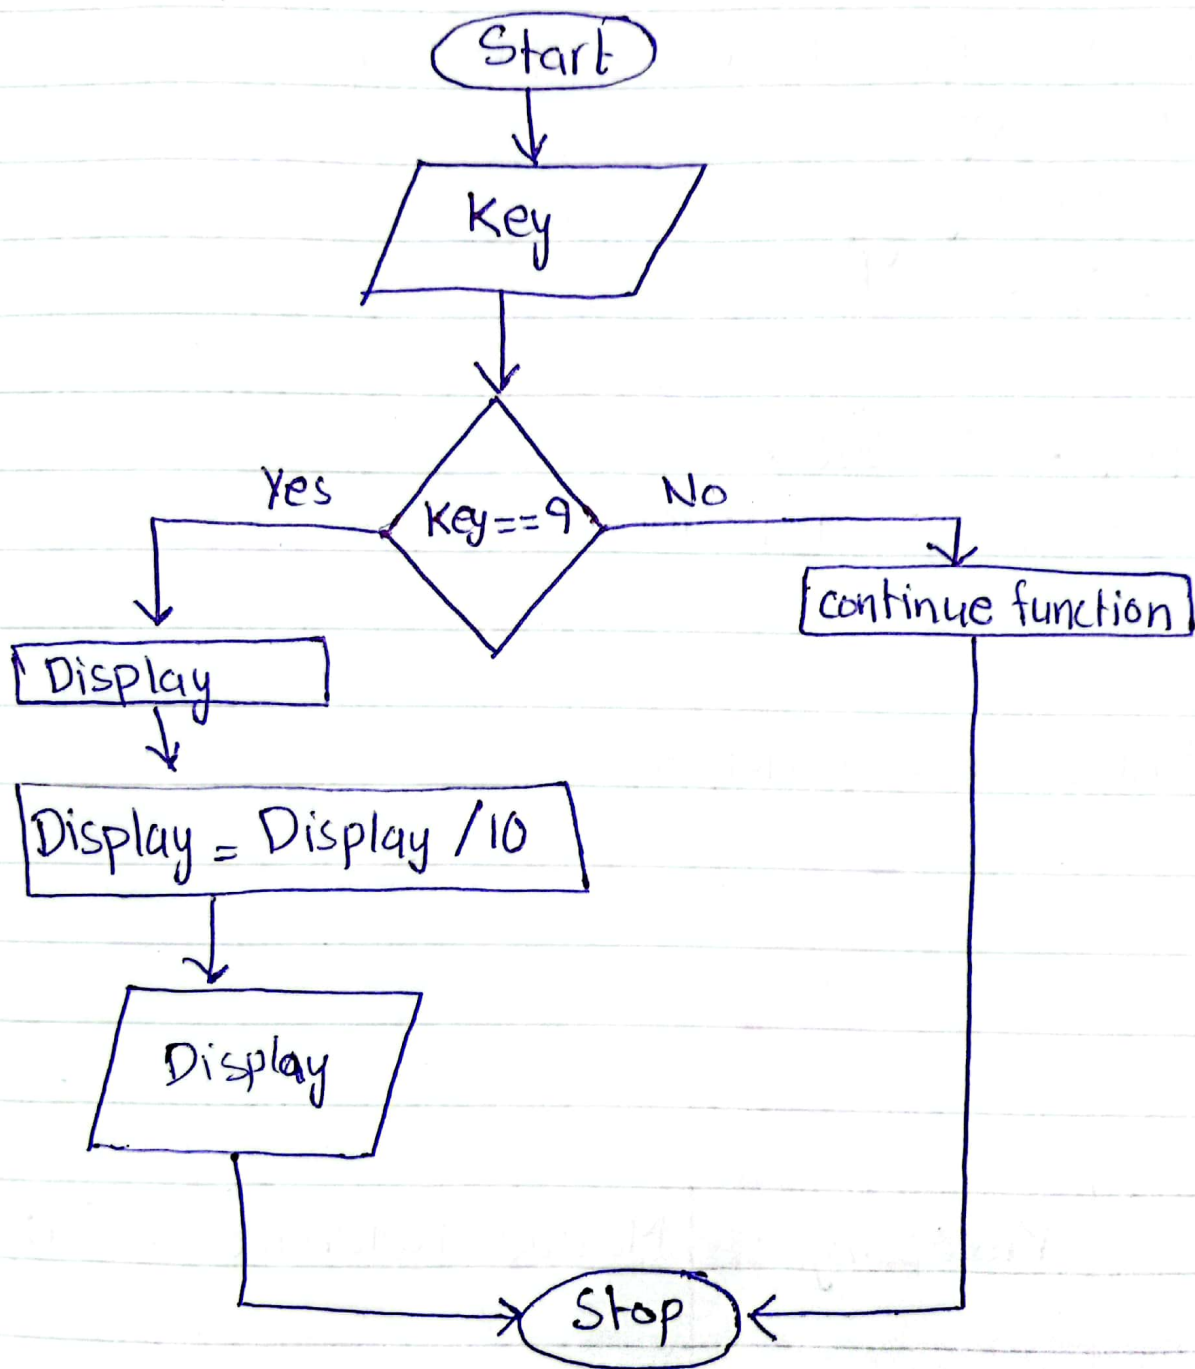 Start
Key
Key==9
Yes
No
continue function
Display
Display = Display /10
Display
Stop